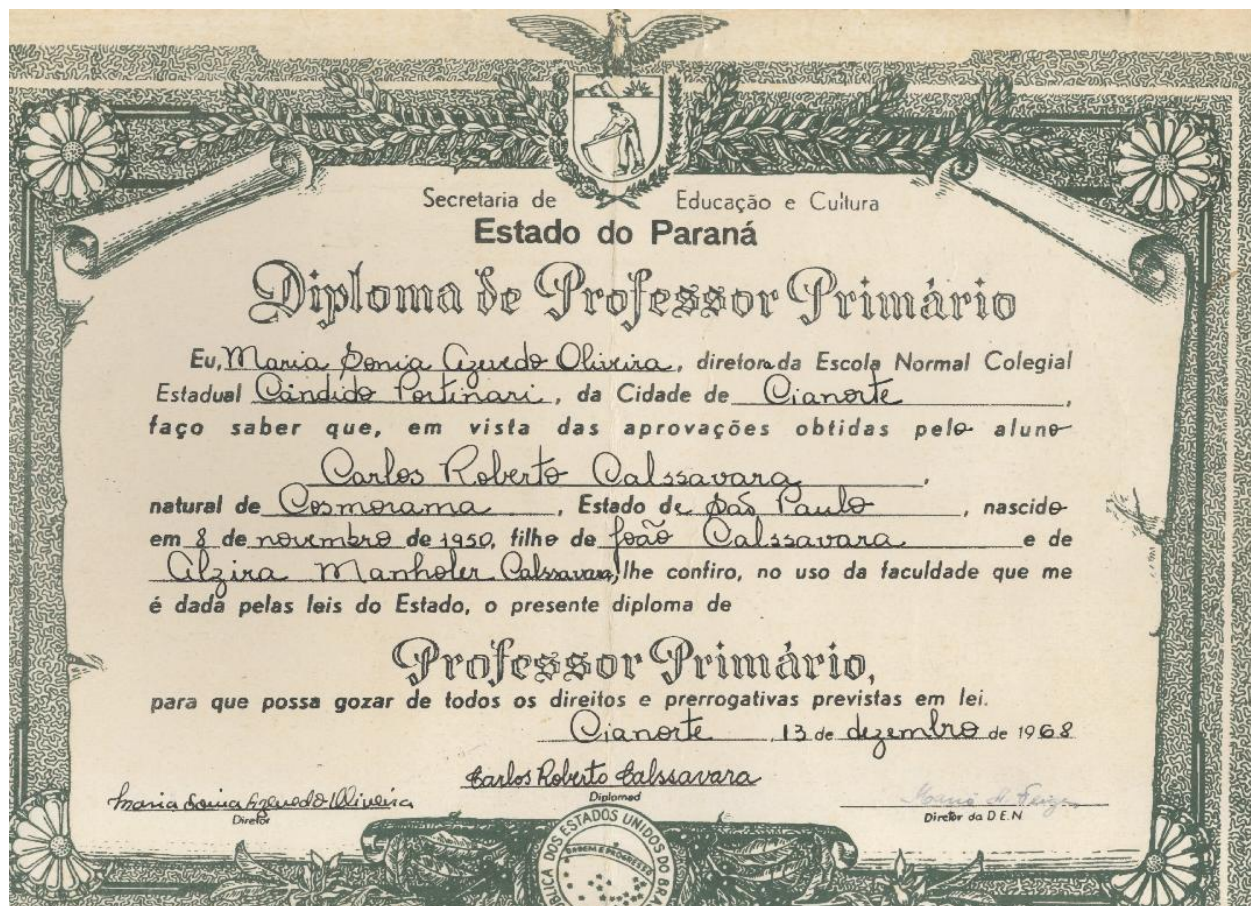 Secretaria de Educação e Cultura
Estado do Paraná
Diploma de Professor Primário
Eu, Maria Sonia Azevedo Oliveira, diretora da Escola Normal Colegial
Estadual Cândido Portinari, da Cidade de Cianorte,
faço saber que, em vista das aprovações obtidas pelo aluno
Carlos Roberto Calssavara,
natural de Cosmorama, Estado de São Paulo, nascido
em 8 de novembro de 1950, filho de João Calssavara e de
Alzira Manholer Calssavara, lhe confiro, no uso da faculdade que me
é dada pelas leis do Estado, o presente diploma de
Professor Primário,
para que possa gozar de todos os direitos e prerrogativas previstas em lei.
Cianorte, 13 de dezembro de 1968
Carlos Roberto Calssavara
Diplomad
Maria Sonia Azevedo Oliveira
Diretor
Diretor da D.E.N
DOS ESTADOS UNIDOS DO
ORDEM E PROGRESSO